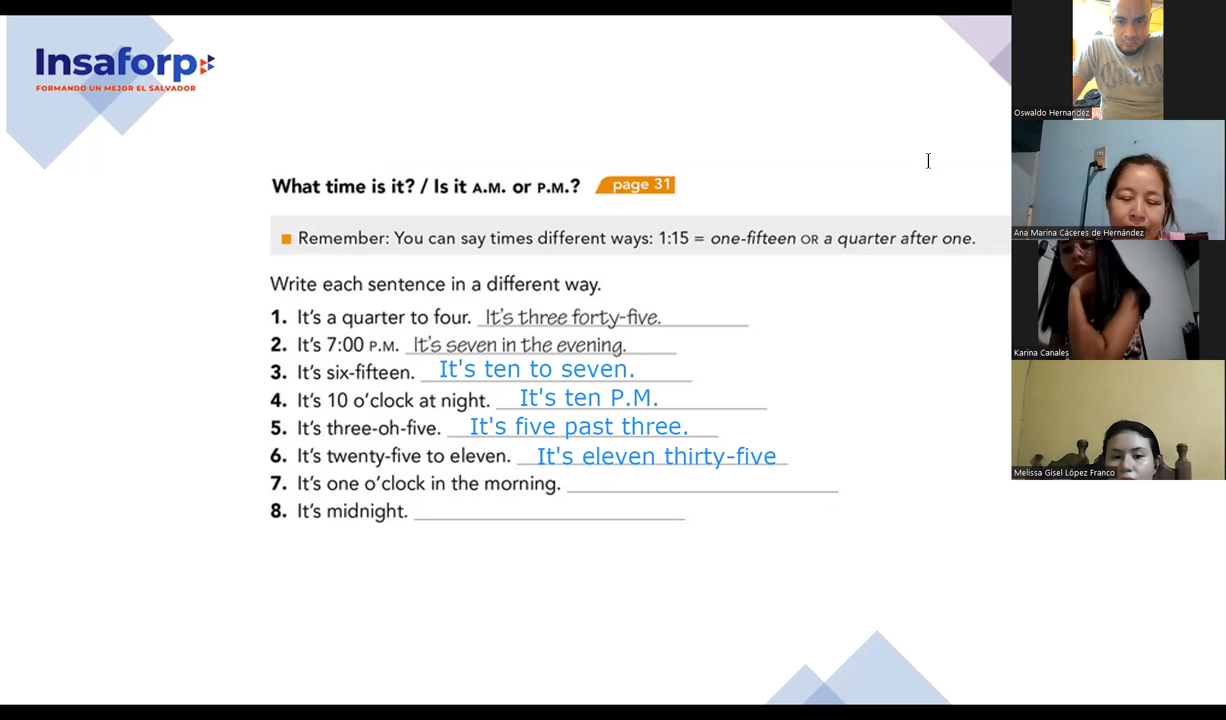 Insaforp
FORMANDO UN MEJOR EL SALVADOR
What time is it? / Is it A.M. or P.M.? page 31
Remember: You can say times different ways: 1:15 = one-fifteen OR a quarter after one.
Write each sentence in a different way.
1. It's a quarter to four. It's three forty-five.
2. It's 7:00 P.M. It's seven in the evening.
3. It's six-fifteen. It's ten to seven.
4. It's 10 o'clock at night. It's ten P.M.
5. It's three-oh-five. It's five past three.
6. It's twenty-five to eleven. It's eleven thirty-five
7. It's one o'clock in the morning.
8. It's midnight.
Oswaldo Hernandez
Ana Marina Cáceres de Hernández
Karina Canales
Melissa Gisel López Franco